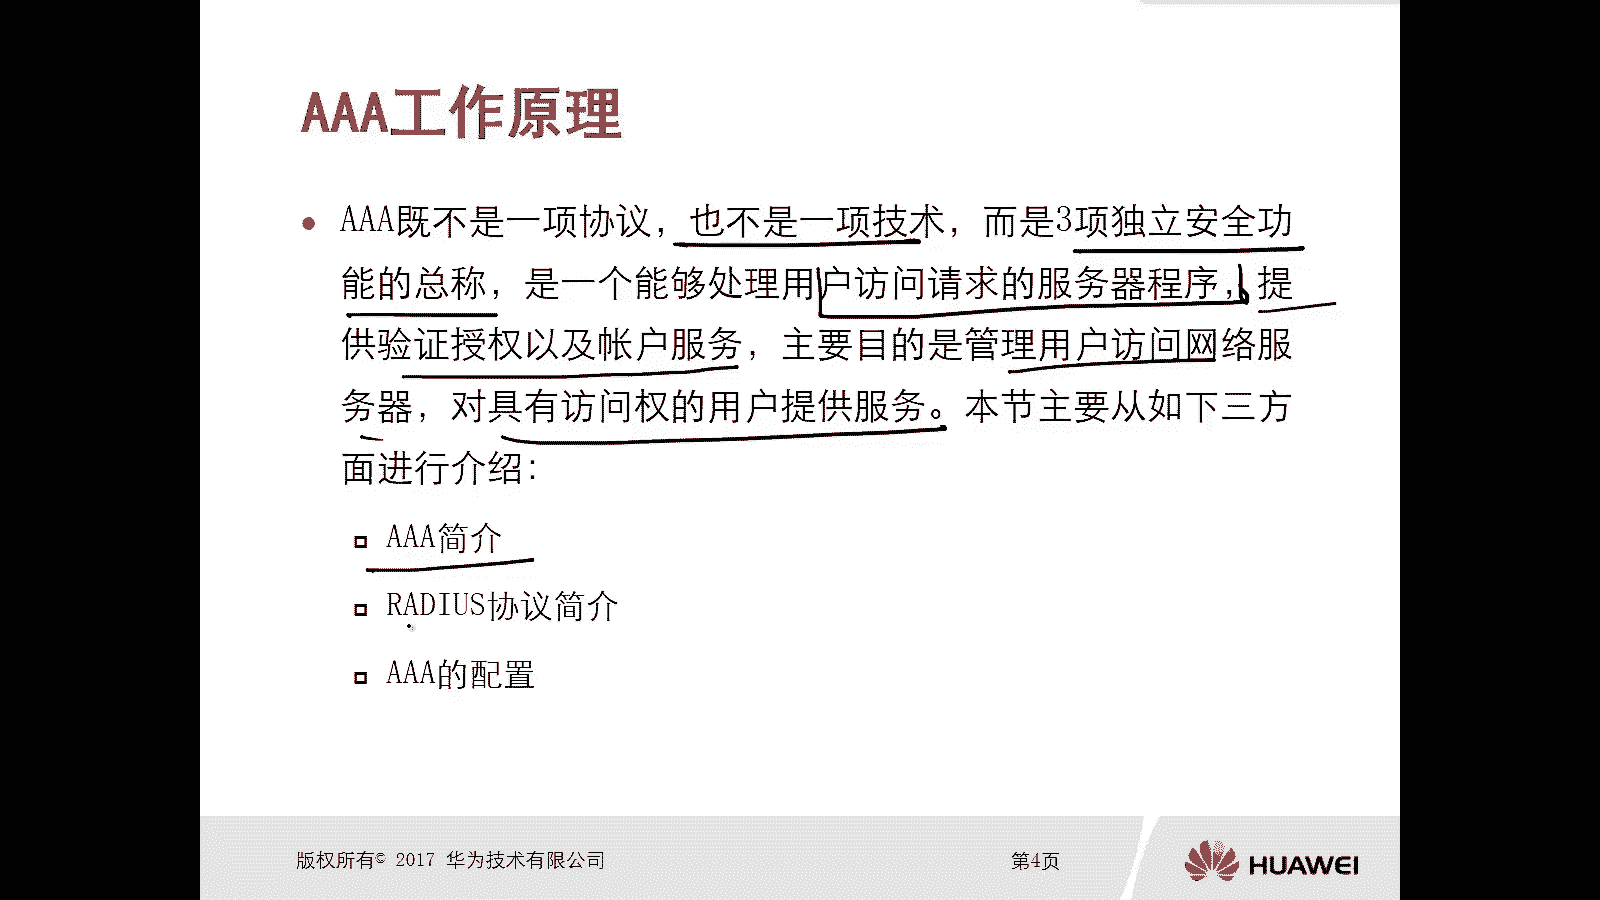 AAA工作原理
AAA既不是一项协议，也不是一项技术，而是3项独立安全功
能的总称，是一个能够处理用户访问请求的服务器程序，提
供验证授权以及帐户服务，主要目的是管理用户访问网络服
务器，对具有访问权的用户提供服务。本节主要从如下三方
面进行介绍：
AAA简介
RADIUS协议简介
AAA的配置
版权所有© 2017 华为技术有限公司
第4页
HUAWEI